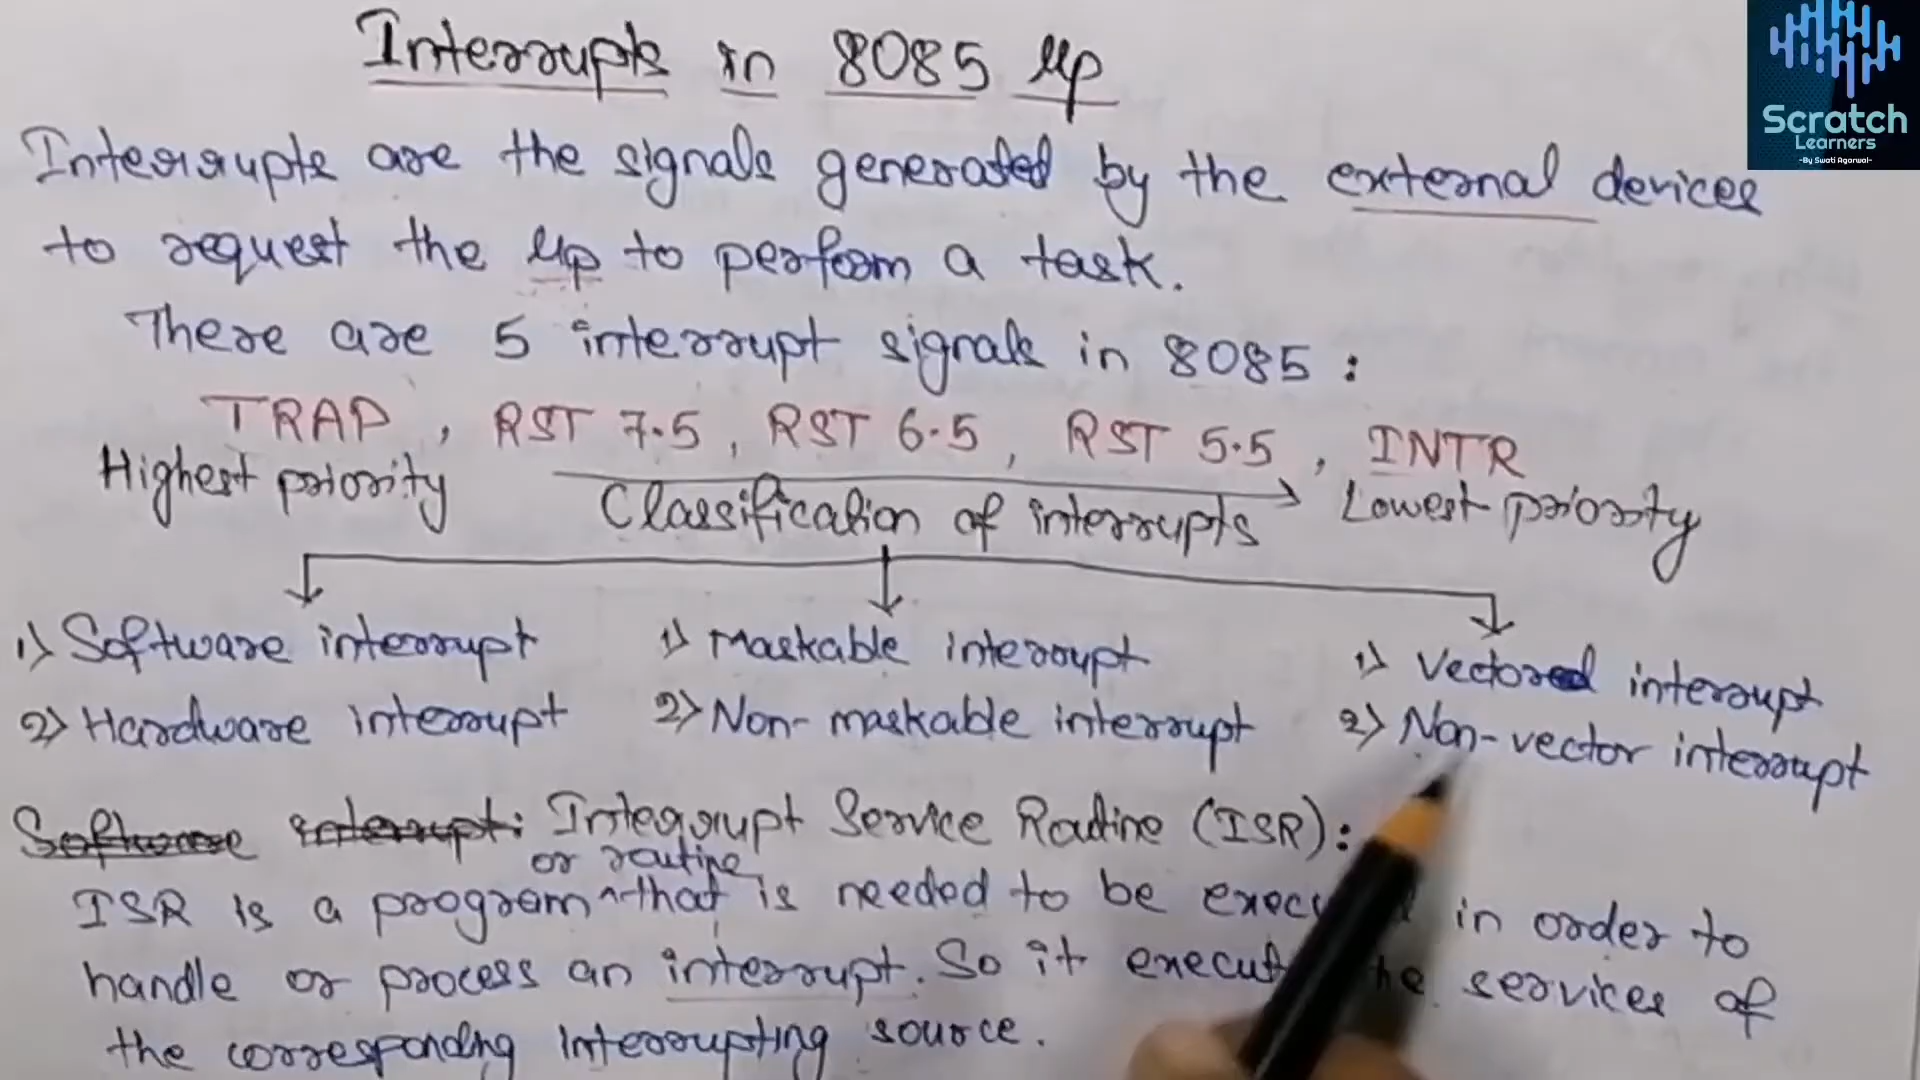 Interrupts in 8085 μp
Scratch
Learners
-By Swati Agarwal-
Interrupts are the signals generated by the external devices
to request the μp to perform a task.
There are 5 interrupt signals in 8085 :
TRAP , RST 7.5 , RST 6.5 , RST 5.5 , INTR
Highest priority Lowest priority
Classification of interrupts
1) Software interrupt 1) Maskable interrupt 1) Vectored interrupt
2) Hardware interrupt 2) Non-maskable interrupt 2) Non-vector interrupt
Software interrupt: Interrupt Service Routine (ISR) :
or routine
ISR is a program ^ that is needed to be in order to
handle or process an interrupt. So it services of
the corresponding interrupting source.